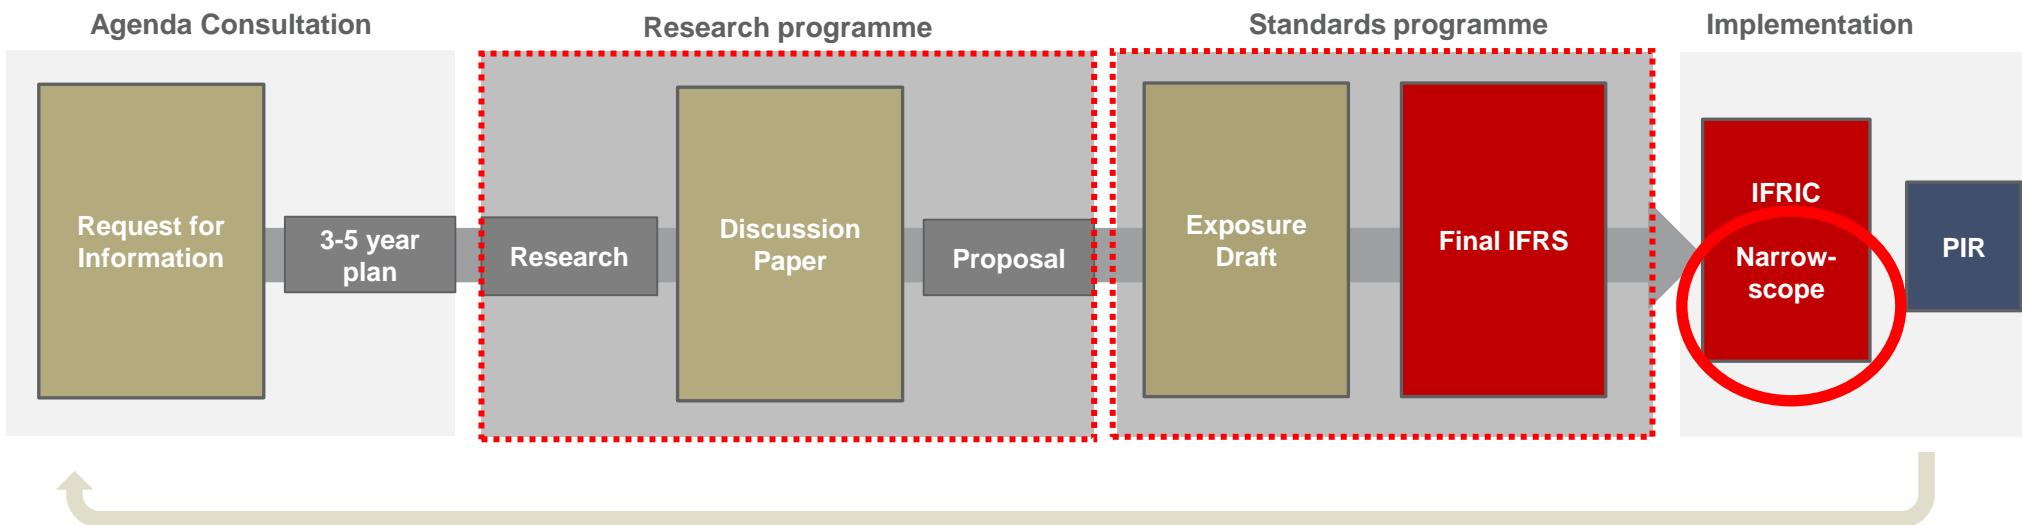 Agenda Consultation
Research programme
Standards programme
Implementation
Request for
Information
3-5 year
plan
Research
Discussion
Paper
Proposal
Exposure
Draft
Final IFRS
IFRIC
Narrow-
scope
PIR